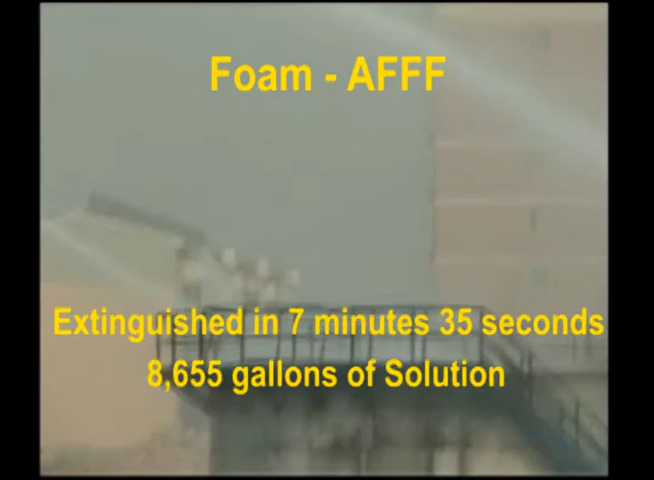 Foam - AFFF
Extinguished in 7 minutes 35 seconds
8,655 gallons of Solution